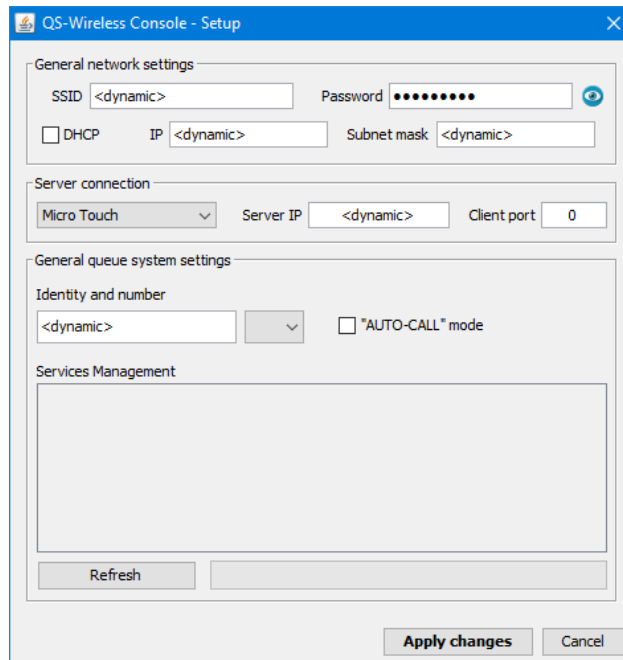 QS-Wireless Console - Setup
General network settings
SSID <dynamic> Password •••••••••
DHCP IP <dynamic> Subnet mask <dynamic>
Server connection
Micro Touch Server IP <dynamic> Client port 0
General queue system settings
Identity and number
<dynamic> "AUTO-CALL" mode
Services Management
Refresh
Apply changes Cancel